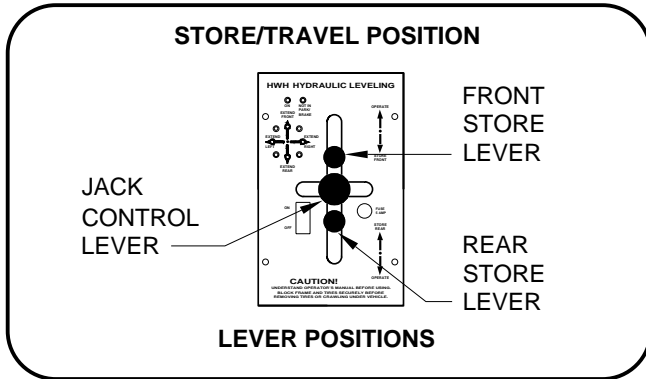 STORE/TRAVEL POSITION
HWH HYDRAULIC LEVELING
ON
NOT IN
PARK/
BRAKE
EXTEND
FRONT
EXTEND
LEFT
EXTEND
RIGHT
EXTEND
REAR
OPERATE
STORE
FRONT
FRONT
STORE
LEVER
JACK
CONTROL
LEVER
ON
OFF
FUSE
5 AMP
STORE
REAR
OPERATE
REAR
STORE
LEVER
CAUTION!
UNDERSTAND OPERATOR'S MANUAL BEFORE USING.
BLOCK FRAME AND TIRES SECURELY BEFORE
REMOVING TIRES OR CRAWLING UNDER VEHICLE.
LEVER POSITIONS